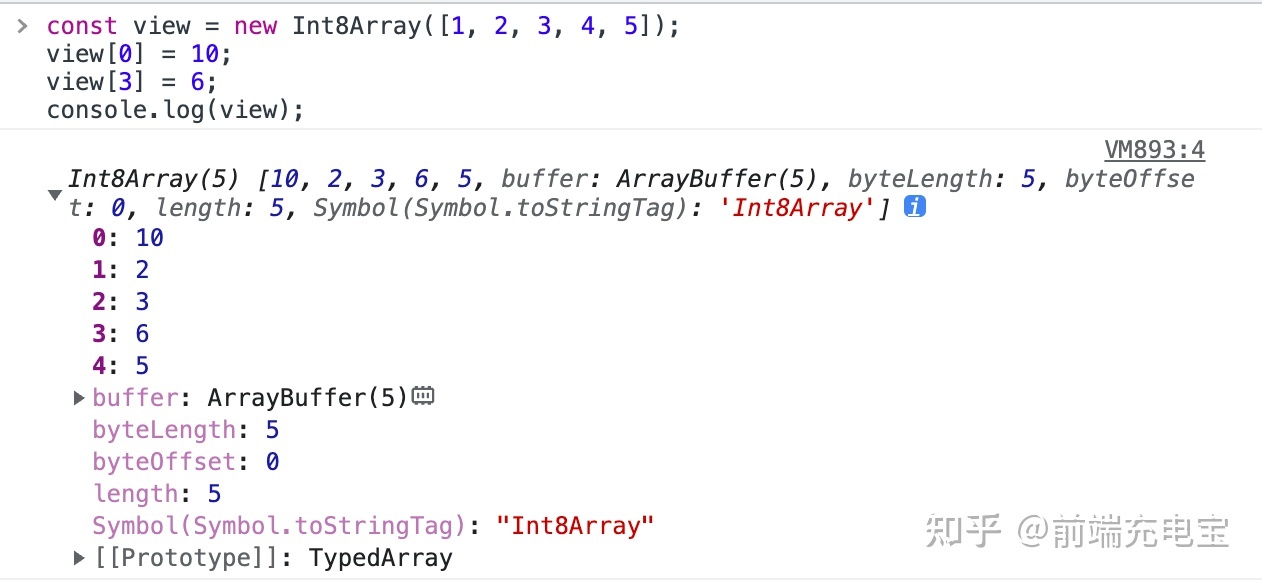 > const view = new Int8Array([1, 2, 3, 4, 5]);
view[0] = 10;
view[3] = 6;
console.log(view);
VM893:4
Int8Array(5) [10, 2, 3, 6, 5, buffer: ArrayBuffer(5), byteLength: 5, byteOffse
t: 0, length: 5, Symbol(Symbol.toStringTag): 'Int8Array'] i
0: 10
1: 2
2: 3
3: 6
4: 5
buffer: ArrayBuffer(5)
byteLength: 5
byteOffset: 0
length: 5
Symbol(Symbol.toStringTag): "Int8Array"
[[Prototype]]: TypedArray
知乎 @前端充电宝